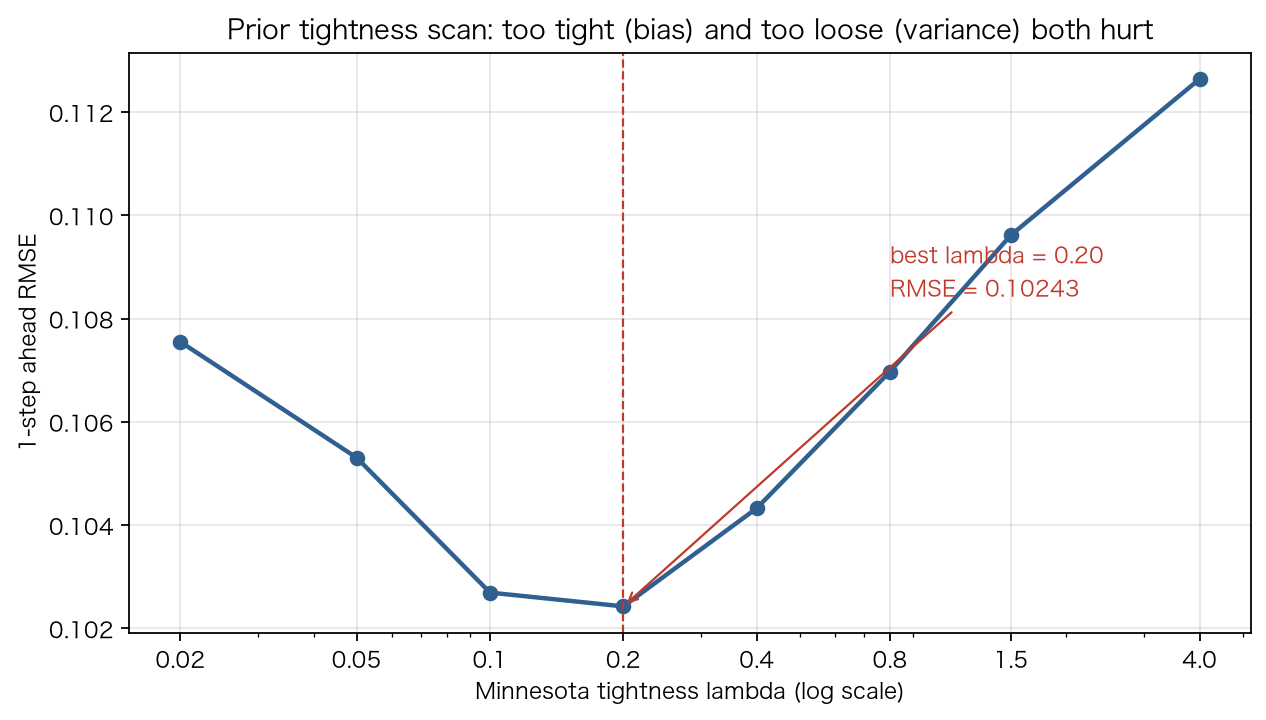 Prior tightness scan: too tight (bias) and too loose (variance) both hurt
1-step ahead RMSE
0.112
0.110
0.108
0.106
0.104
0.102
best lambda = 0.20
RMSE = 0.10243
0.02 0.05 0.1 0.2 0.4 0.8 1.5 4.0
Minnesota tightness lambda (log scale)